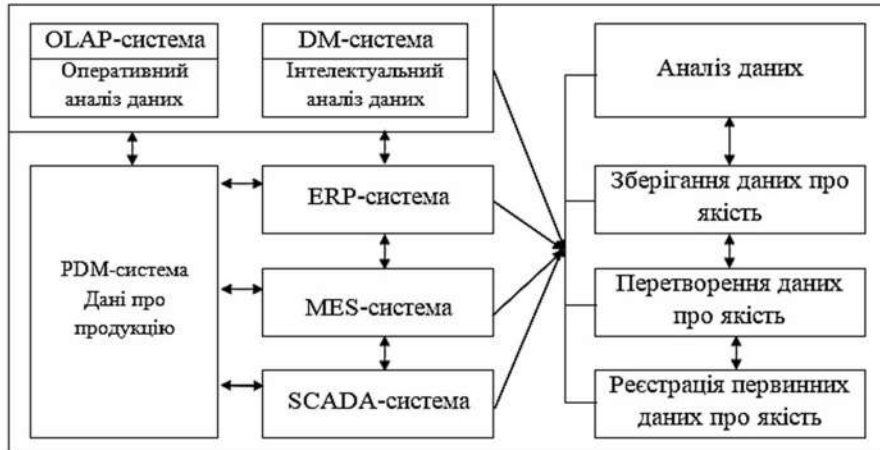 OLAP-система
Оперативний
аналіз даних
DM-система
Інтелектуальний
аналіз даних
Аналіз даних
PDM-система
Дані про
продукцію
ERP-система
MES-система
SCADA-система
Зберігання даних про
якість
Перетворення даних
про якість
Реєстрація первинних
даних про якість